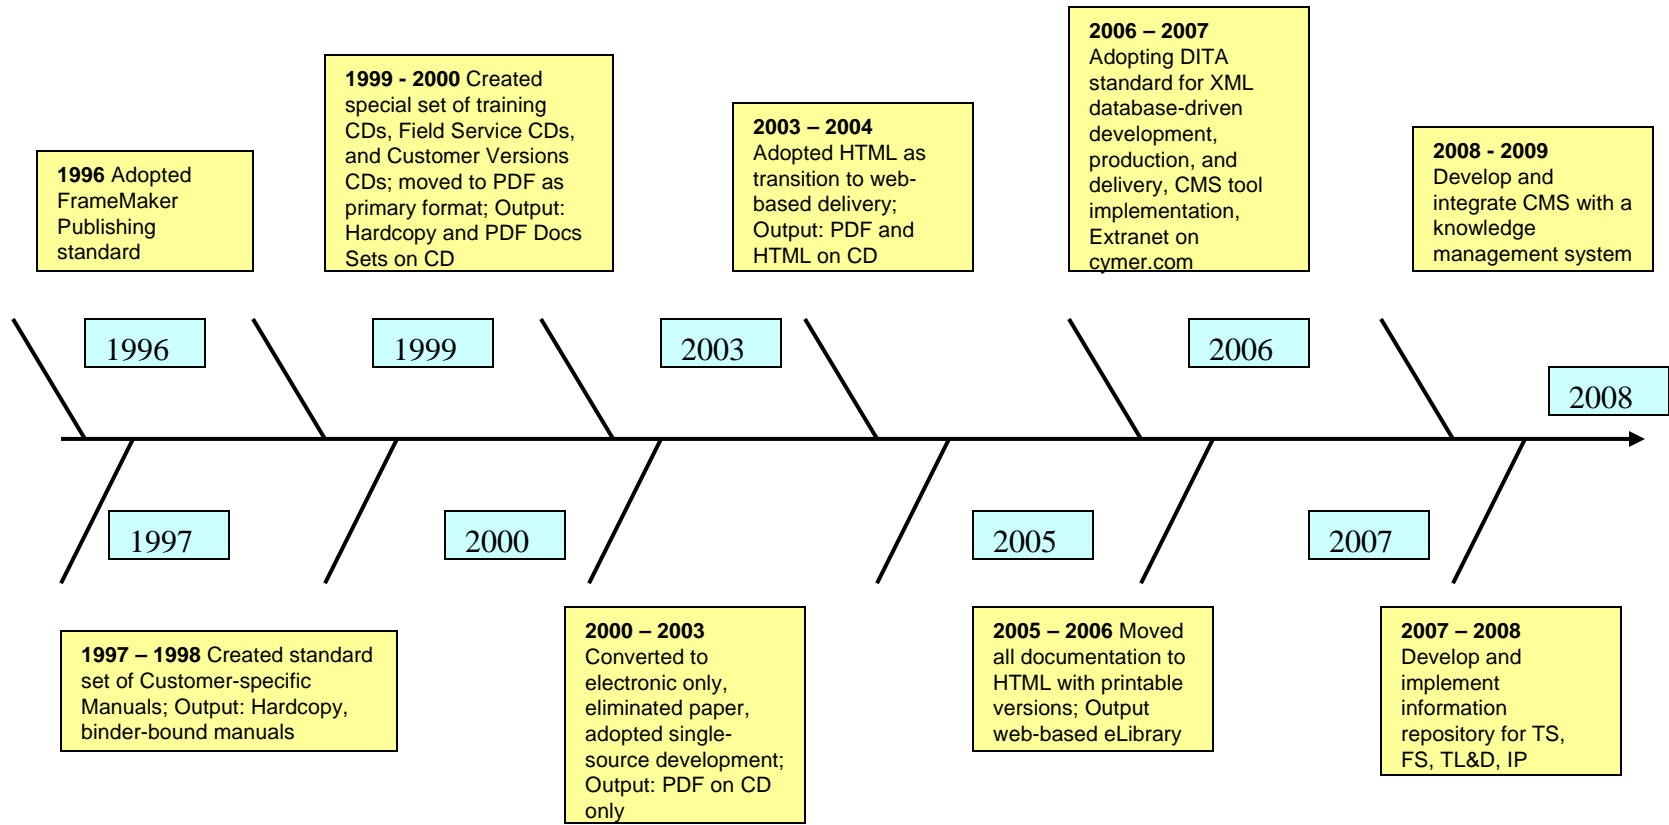 1996 Adopted
FrameMaker
Publishing
standard
1999 - 2000 Created
special set of training
CDs, Field Service CDs,
and Customer Versions
CDs; moved to PDF as
primary format; Output:
Hardcopy and PDF Docs
Sets on CD
2003 – 2004
Adopted HTML as
transition to web-
based delivery;
Output: PDF and
HTML on CD
2006 – 2007
Adopting DITA
standard for XML
database-driven
development,
production, and
delivery, CMS tool
implementation,
Extranet on
cymer.com
2008 - 2009
Develop and
integrate CMS with a
knowledge
management system
1996
1999
2003
2006
2008
1997
2000
2005
2007
1997 – 1998 Created standard
set of Customer-specific
Manuals; Output: Hardcopy,
binder-bound manuals
2000 – 2003
Converted to
electronic only,
eliminated paper,
adopted single-
source development;
Output: PDF on CD
only
2005 – 2006 Moved
all documentation to
HTML with printable
versions; Output
web-based eLibrary
2007 – 2008
Develop and
implement
information
repository for TS,
FS, TL&D, IP